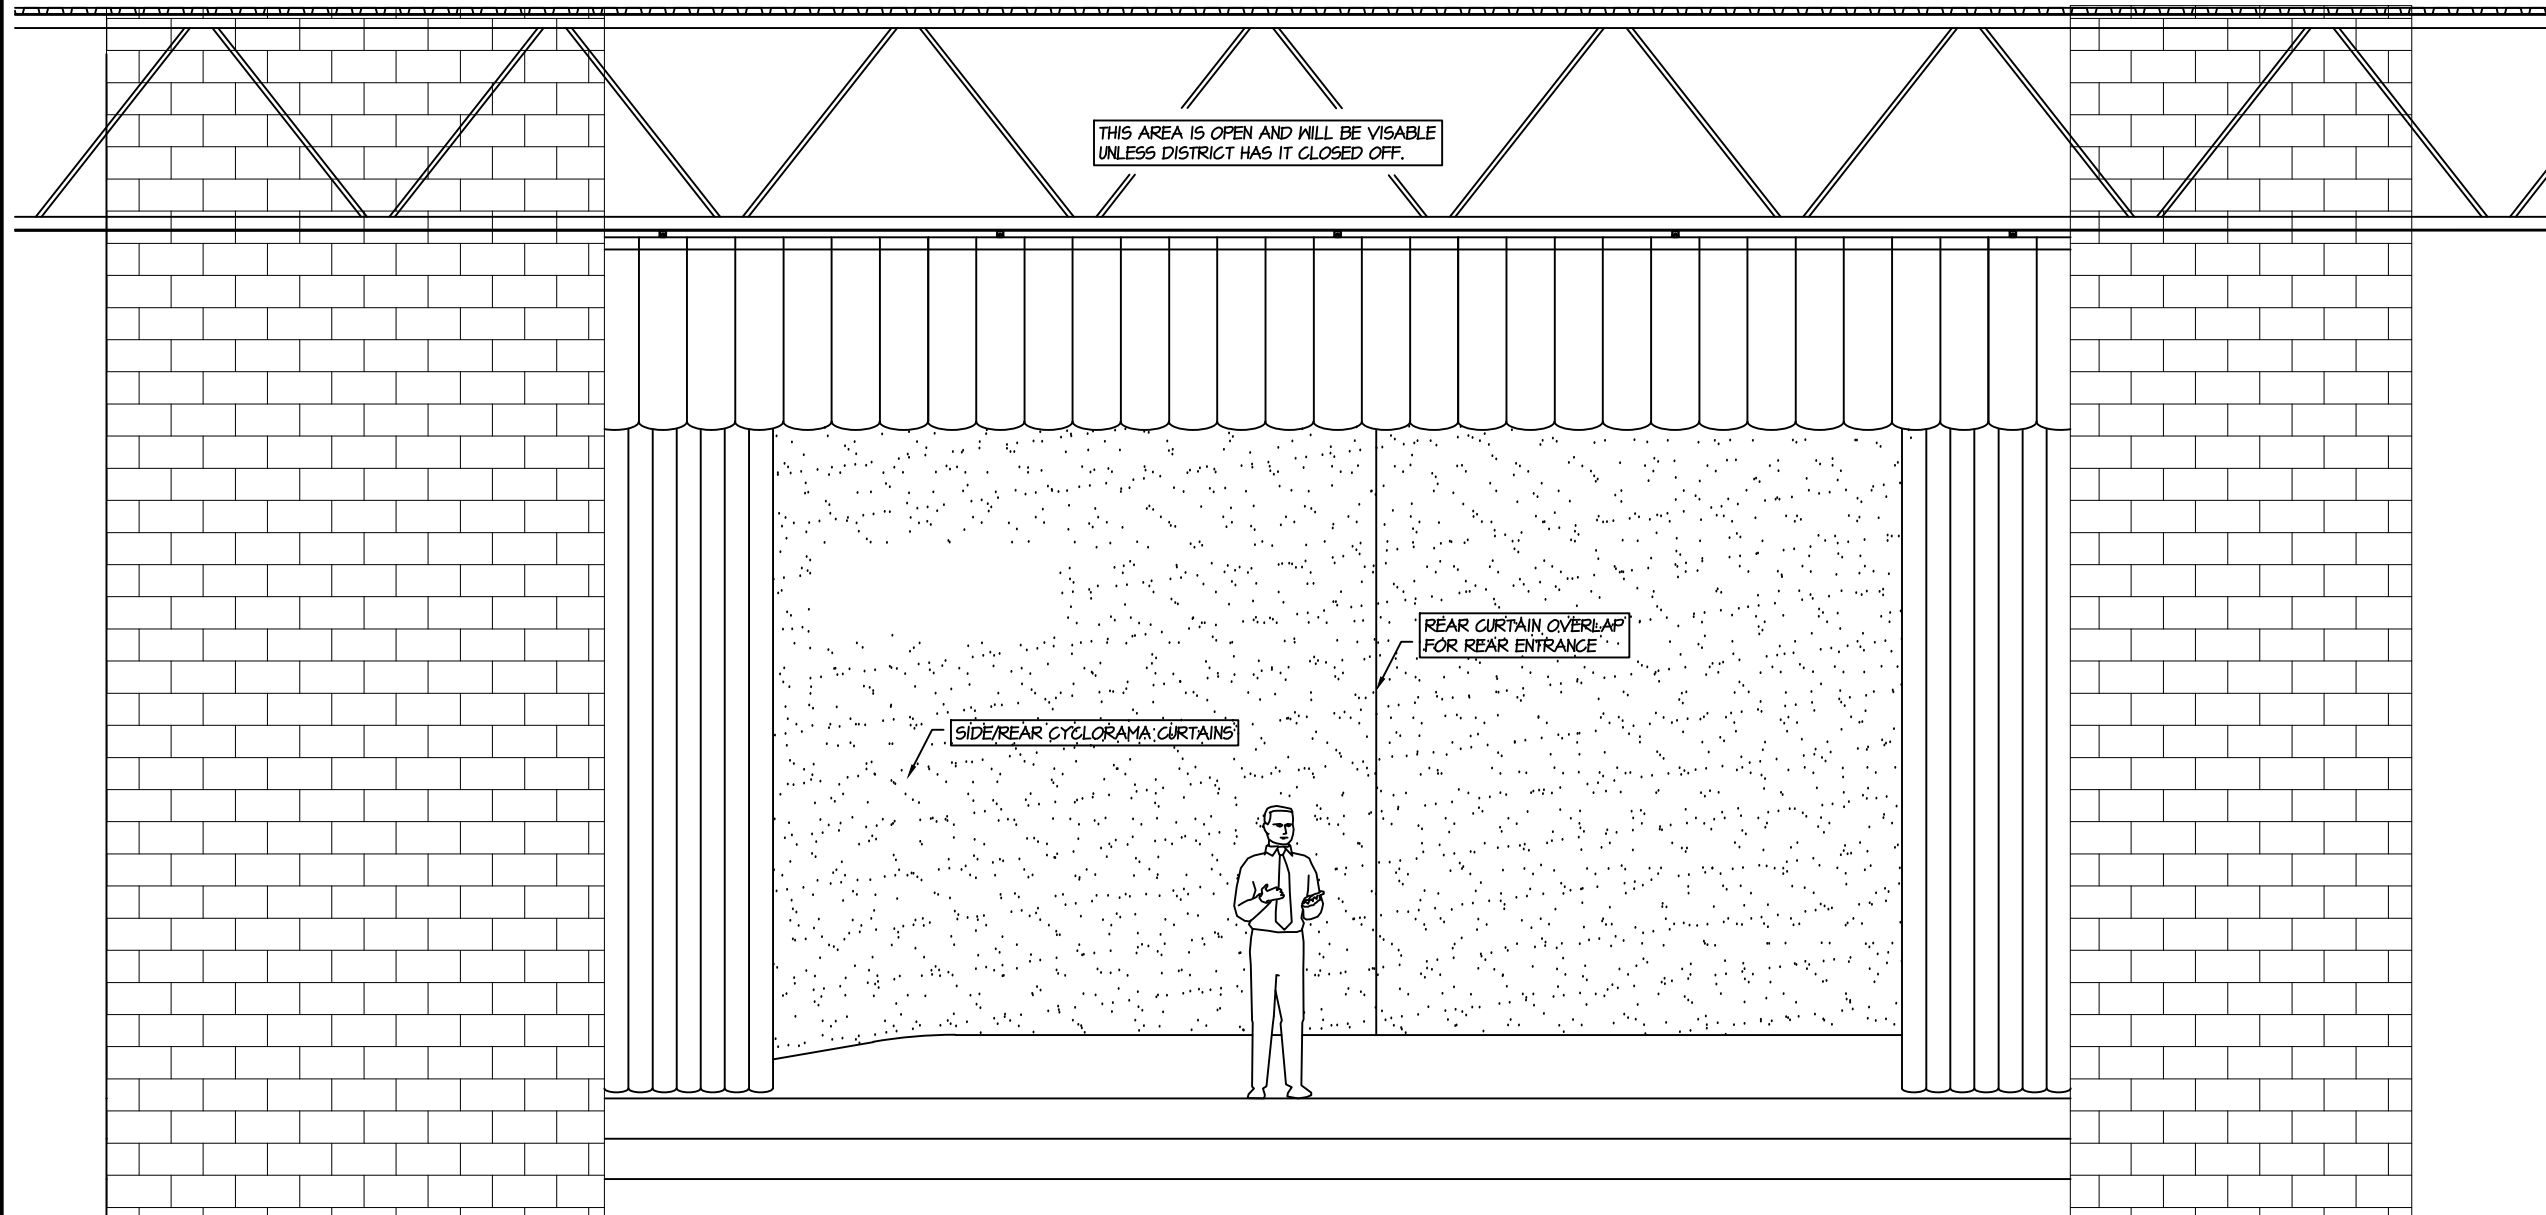 THIS AREA IS OPEN AND WILL BE VISABLE
UNLESS DISTRICT HAS IT CLOSED OFF.
REAR CURTAIN OVERLAP
FOR REAR ENTRANCE
SIDE/REAR CYCLORAMA CURTAINS